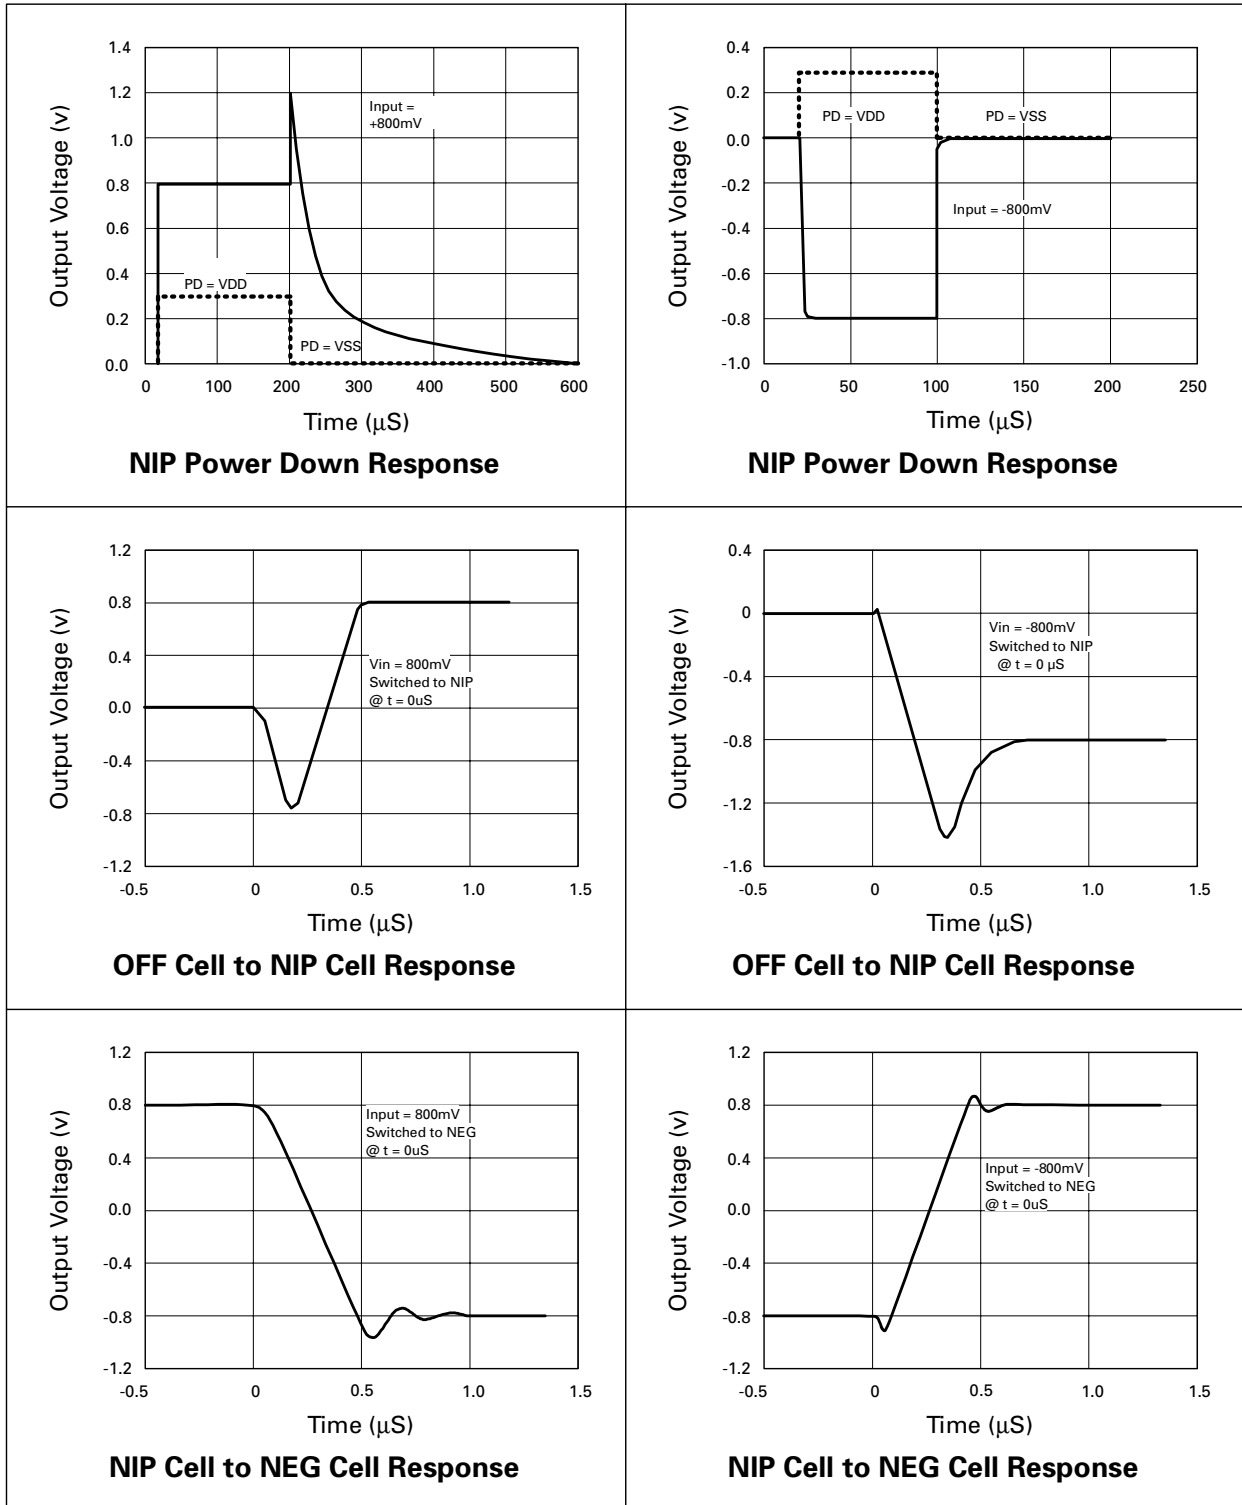 1.4
1.2
1.0
0.8
0.6
0.4
0.2
0.0
Output Voltage (v)
Input =
+800mV
PD = VDD
PD = VSS
0 100 200 300 400 500 600
Time (µS)
NIP Power Down Response
0.4
0.2
0.0
-0.2
-0.4
-0.6
-0.8
-1.0
Output Voltage (v)
PD = VDD
PD = VSS
Input = -800mV
0 50 100 150 200 250
Time (µS)
NIP Power Down Response
1.2
0.8
0.4
0.0
-0.4
-0.8
-1.2
Output Voltage (v)
Vin = 800mV
Switched to NIP
@ t = 0uS
-0.5 0 0.5 1.0 1.5
Time (µS)
OFF Cell to NIP Cell Response
0.4
0
-0.4
-0.8
-1.2
-1.6
Output Voltage (v)
Vin = -800mV
Switched to NIP
@ t = 0 µS
-0.5 0 0.5 1.0 1.5
Time (µS)
OFF Cell to NIP Cell Response
1.2
0.8
0.4
0.0
-0.4
-0.8
-1.2
Output Voltage (v)
Input = 800mV
Switched to NEG
@ t = 0uS
-0.5 0 0.5 1.0 1.5
Time (µS)
NIP Cell to NEG Cell Response
1.2
0.8
0.4
0.0
-0.4
-0.8
-1.2
Output Voltage (v)
Input = -800mV
Switched to NEG
@ t = 0uS
-0.5 0 0.5 1.0 1.5
Time (µS)
NIP Cell to NEG Cell Response